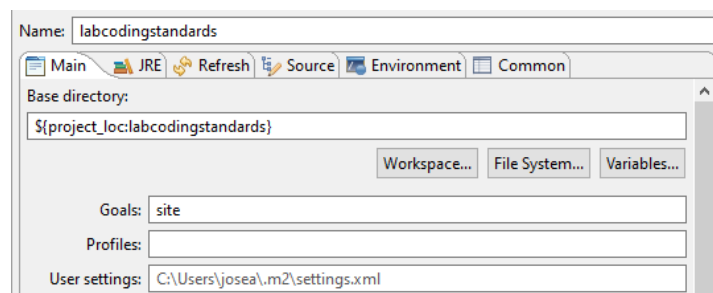 Name: labcodingstandards
Main JRE Refresh Source Environment Common
Base directory:
${project_loc:labcodingstandards}
Workspace... File System... Variables...
Goals: site
Profiles:
User settings: C:\Users\josea\.m2\settings.xml